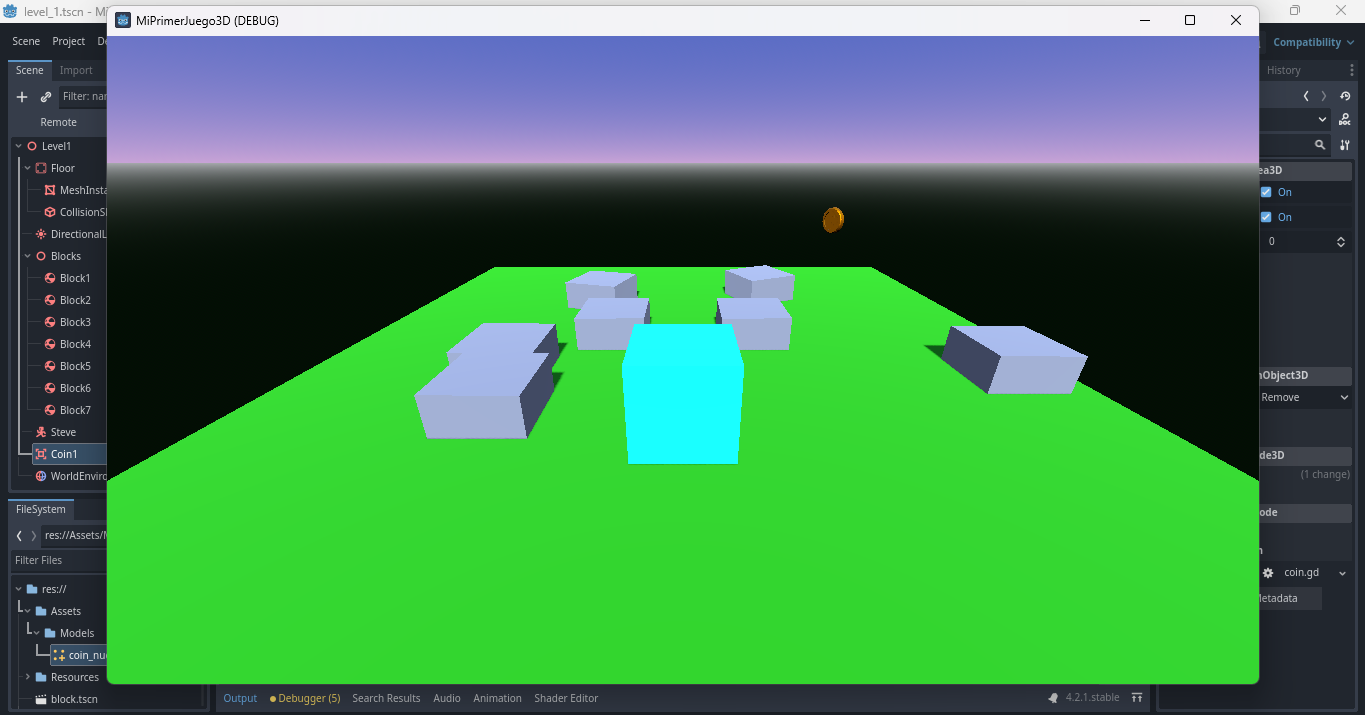 level_1.tscn - Mi
MiPrimerJuego3D (DEBUG)
Scene Project
Compatibility
Scene Import
History
Filter: nar
Remote
Level1
Floor
MeshInsta
CollisionS
DirectionalL
Blocks
Block1
Block2
Block3
Block4
Block5
Block6
Block7
Steve
Coin1
WorldEnviro
ea3D
On
On
0
nObject3D
Remove
de3D
(1 change)
ode
coin.gd
etadata
FileSystem
res://Assets/M
Filter Files
res://
Assets
Models
coin_nu
Resources
block.tscn
Output Debugger (5) Search Results Audio Animation Shader Editor 4.2.1.stable